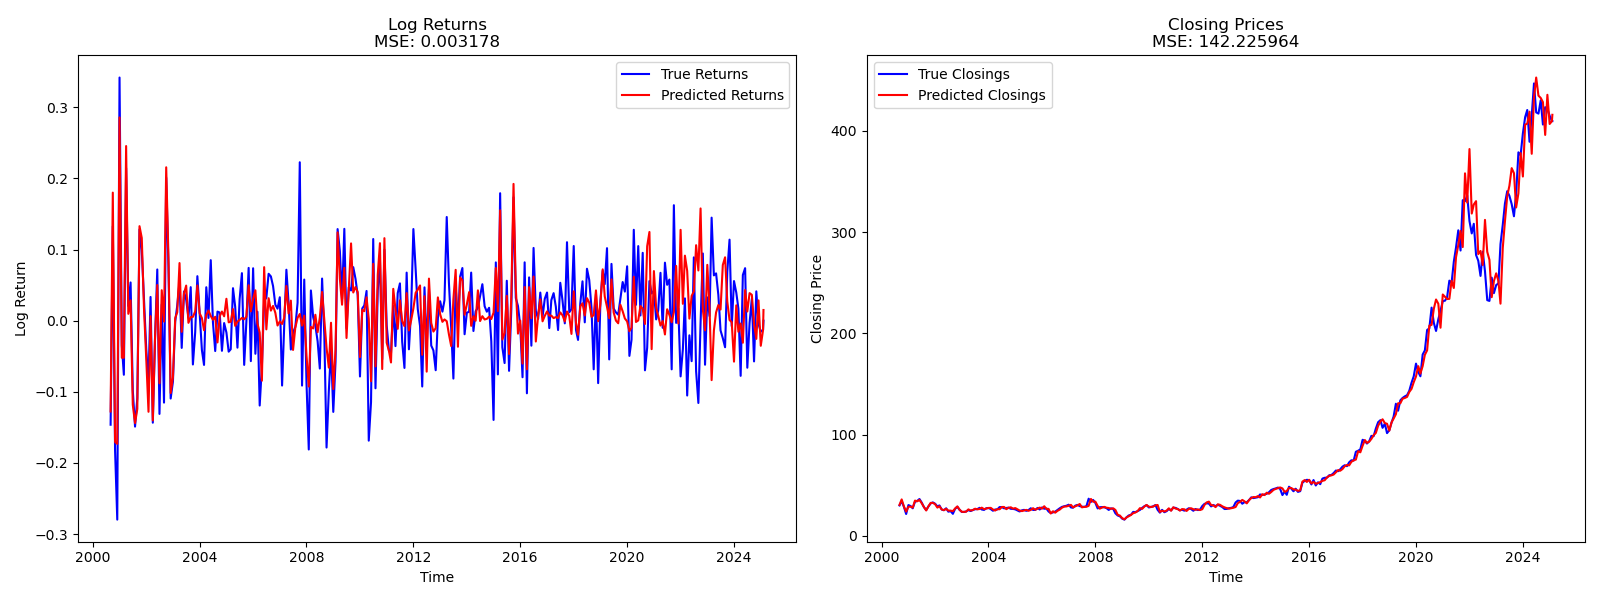 Log Returns
MSE: 0.003178
True Returns
Predicted Returns
Log Return
0.3
0.2
0.1
0.0
−0.1
−0.2
−0.3
2000
2004
2008
2012
2016
2020
2024
Time
Closing Prices
MSE: 142.225964
True Closings
Predicted Closings
Closing Price
400
300
200
100
0
2000
2004
2008
2012
2016
2020
2024
Time